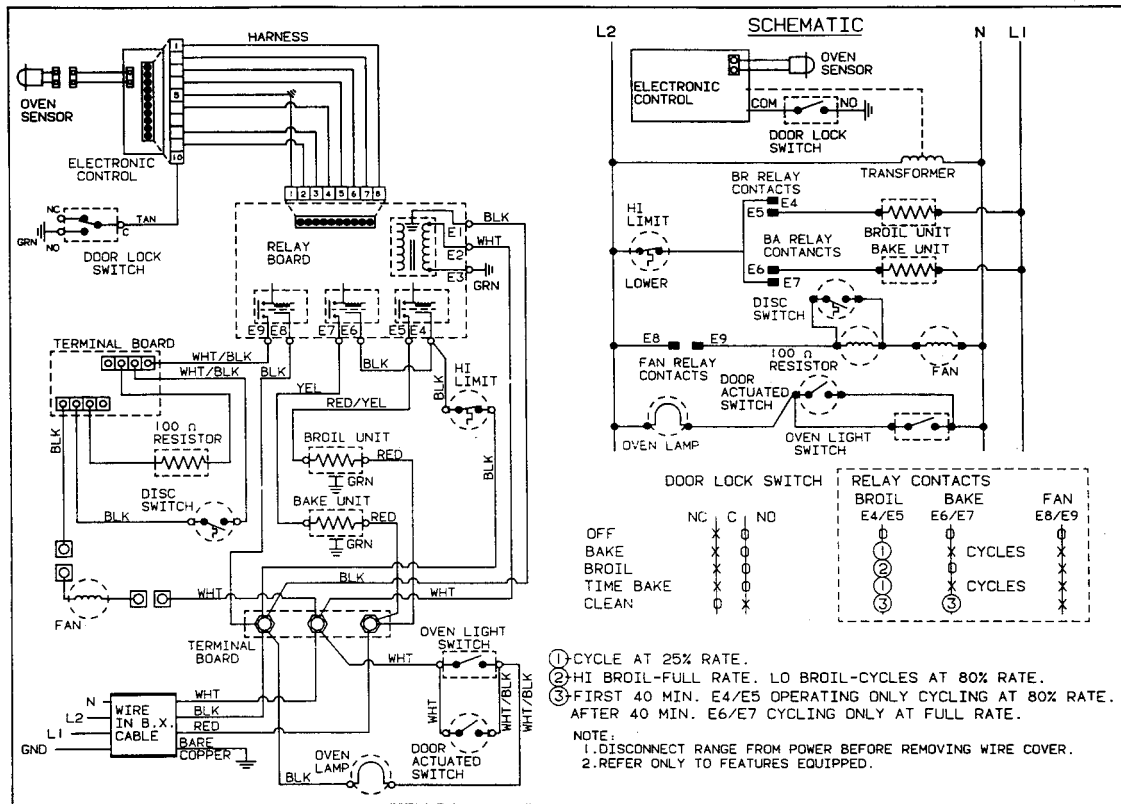 HARNESS
OVEN
SENSOR
1
5
10
ELECTRONIC
CONTROL
NC
NO
GRN
C
TAN
DOOR LOCK
SWITCH
1 2 3 4 5 6 7 8
RELAY
BOARD
E1
BLK
WHT
E2
E3
GRN
E9 E8
E7 E6
E5 E4
TERMINAL BOARD
WHT/BLK
WHT/BLK
BLK
BLK
YEL
RED/YEL
BLK
HI
LIMIT
BLK
100 Ω
RESISTOR
BROIL UNIT
RED
GRN
BLK
DISC
SWITCH
BLK
BAKE UNIT
RED
GRN
BLK
WHT
WHT
FAN
TERMINAL
BOARD
OVEN LIGHT
SWITCH
WHT
WHT
WHT/BLK
WHT/BLK
N
L2
L1
GND
WIRE
IN B.X.
CABLE
WHT
BLK
RED
BARE
COPPER
BLK
OVEN
LAMP
DOOR
ACTUATED
SWITCH
SCHEMATIC
L2
N
L1
OVEN
SENSOR
ELECTRONIC
CONTROL
COM
NO
DOOR LOCK
SWITCH
TRANSFORMER
BR RELAY
CONTACTS
E4
E5
BROIL UNIT
HI
LIMIT
LOWER
BA RELAY
CONTANCTS
BAKE UNIT
E6
E7
DISC
SWITCH
E8
E9
FAN RELAY
CONTACTS
100 Ω
RESISTOR
FAN
DOOR
ACTUATED
SWITCH
OVEN LAMP
OVEN LIGHT
SWITCH
DOOR LOCK SWITCH
RELAY CONTACTS
BROIL BAKE FAN
NC C NO E4/E5 E6/E7 E8/E9
OFF X O O O X
BAKE X O 1 X CYCLES X
BROIL X O 2 O X
TIME BAKE X O 1 X CYCLES X
CLEAN O X 3 3 X
1 CYCLE AT 25% RATE.
2 HI BROIL-FULL RATE. LO BROIL-CYCLES AT 80% RATE.
3 FIRST 40 MIN. E4/E5 OPERATING ONLY CYCLING AT 80% RATE.
AFTER 40 MIN. E6/E7 CYCLING ONLY AT FULL RATE.
NOTE:
1.DISCONNECT RANGE FROM POWER BEFORE REMOVING WIRE COVER.
2.REFER ONLY TO FEATURES EQUIPPED.